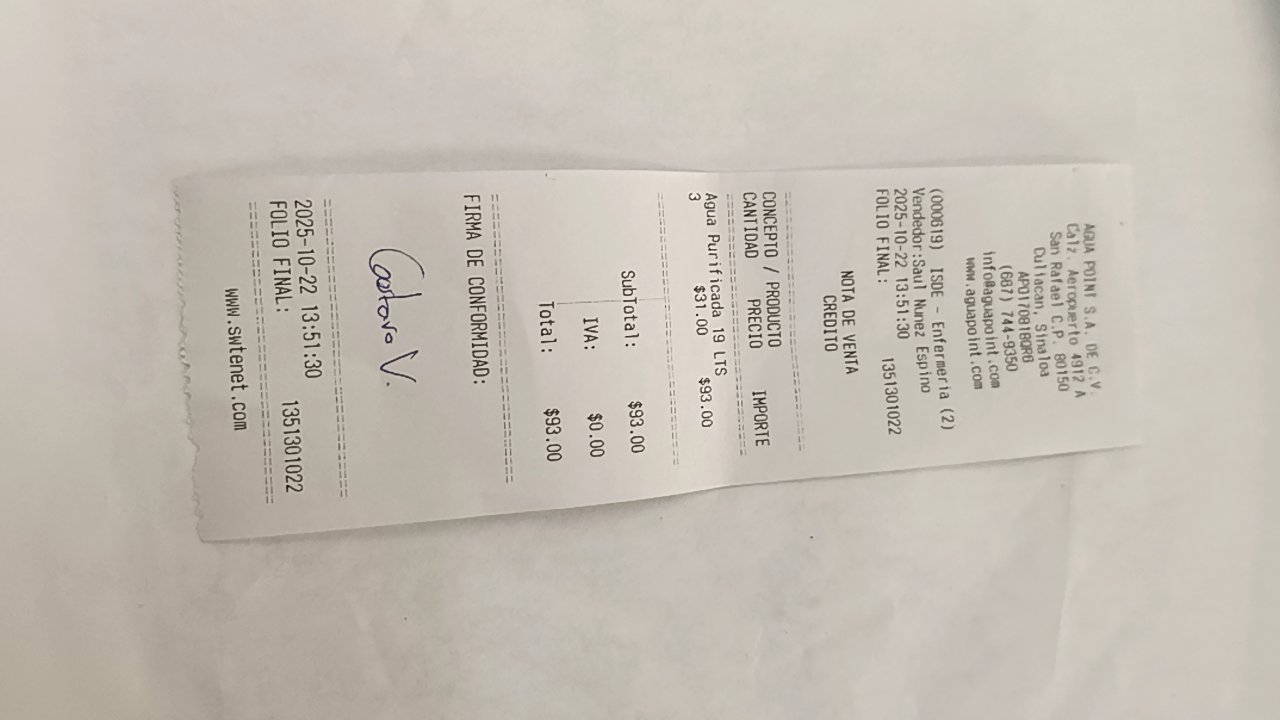 AGUA POINT S.A. DE C.V.
Calz. Aeropuerto 4912 A
San Rafael C.P. 80150
Culiacan, Sinaloa
APO170818DR6
(667) 744-9350
info@aguapoint.com
www.aguapoint.com
(000619) ISDE - Enfermeria (2)
Vendedor:Saul Nunez Espino
2025-10-22 13:51:30
FOLIO FINAL: 1351301022
NOTA DE VENTA
CREDITO
CONCEPTO / PRODUCTO
CANTIDAD PRECIO IMPORTE
Agua Purificada 19 LTS
3 $31.00 $93.00
SubTotal: $93.00
IVA: $0.00
Total: $93.00
FIRMA DE CONFORMIDAD:
V.
2025-10-22 13:51:30
FOLIO FINAL: 1351301022
www.swtenet.com